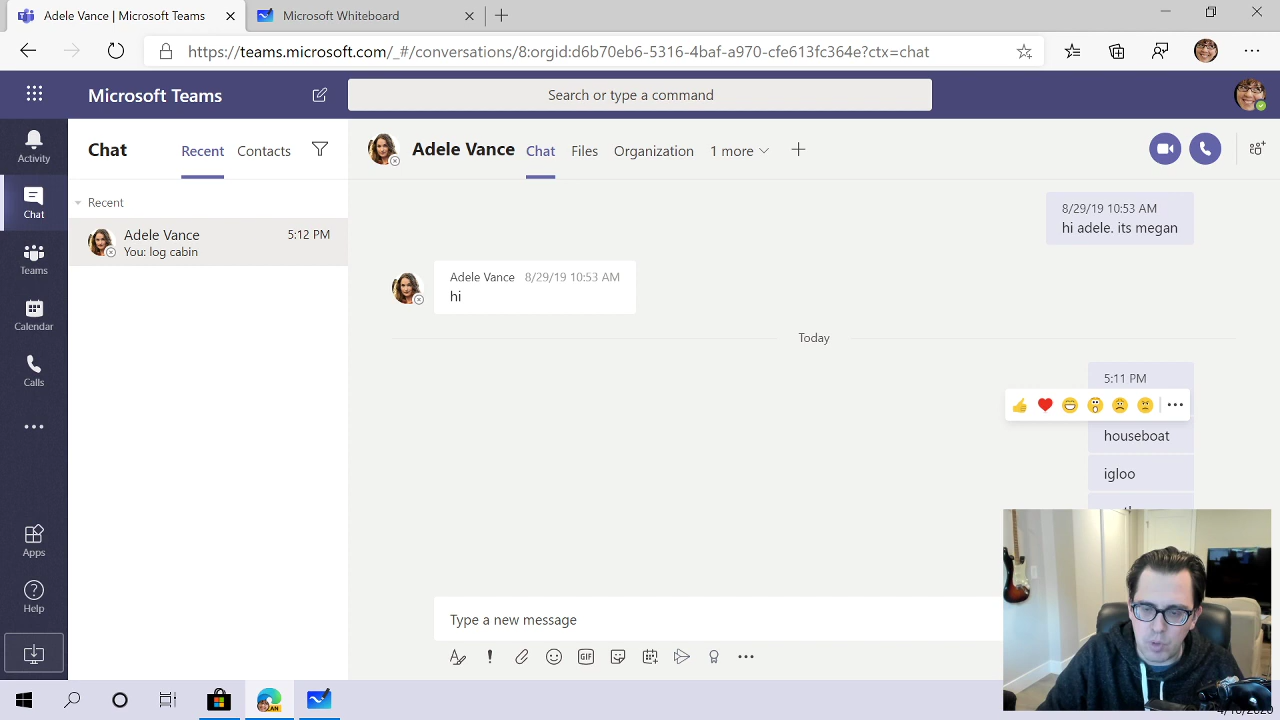 Adele Vance | Microsoft Teams
Microsoft Whiteboard
https://teams.microsoft.com/_#/conversations/8:orgid:d6b70eb6-5316-4baf-a970-cfe613fc364e?ctx=chat
Microsoft Teams
Search or type a command
Activity
Chat
Teams
Calendar
Calls
Apps
Help
Chat
Recent
Contacts
Recent
Adele Vance
5:12 PM
You: log cabin
Adele Vance
Chat
Files
Organization
1 more
8/29/19 10:53 AM
hi adele. its megan
Adele Vance 8/29/19 10:53 AM
hi
Today
5:11 PM
houseboat
igloo
Type a new message
GIF